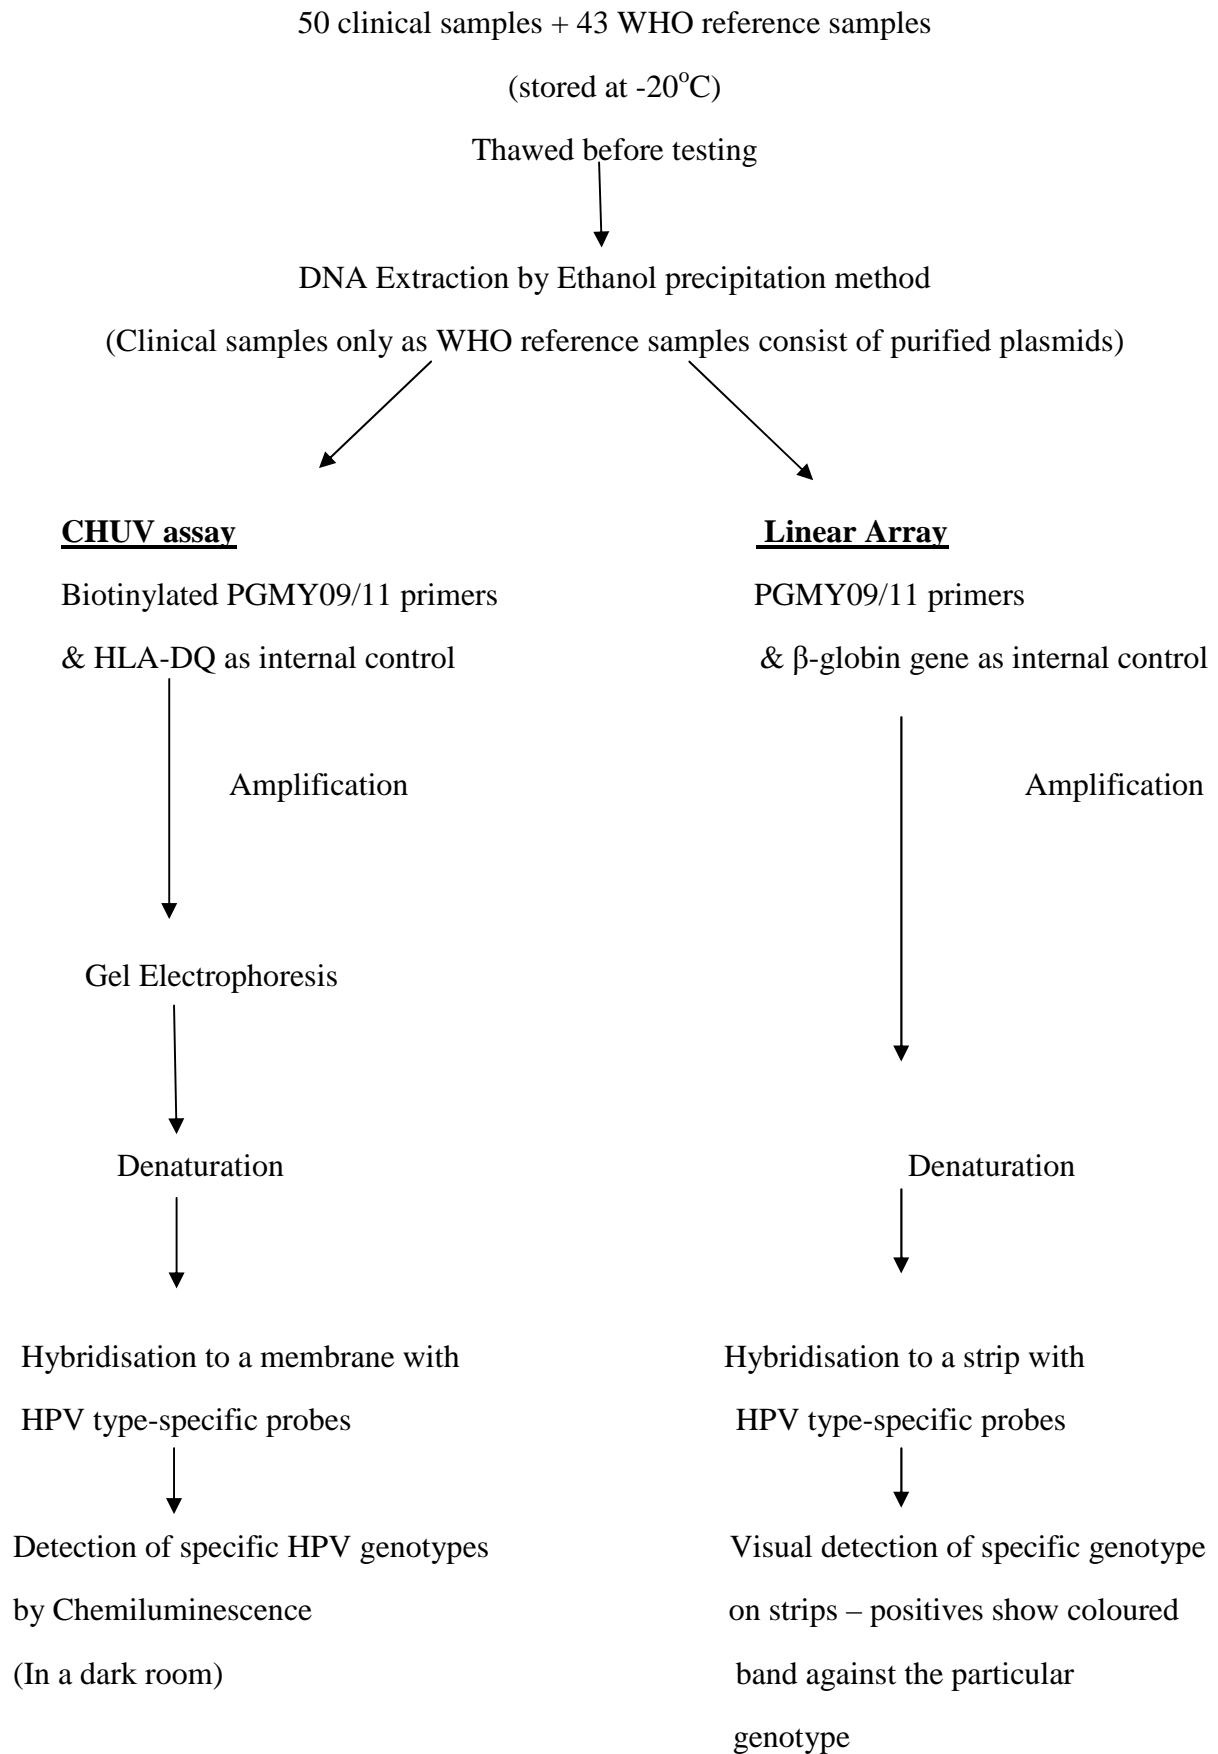 50 clinical samples + 43 WHO reference samples
(stored at -20°C)
Thawed before testing
DNA Extraction by Ethanol precipitation method
(Clinical samples only as WHO reference samples consist of purified plasmids)
CHUV assay
Biotinylated PGMY09/11 primers
& HLA-DQ as internal control
Amplification
Gel Electrophoresis
Denaturation
Hybridisation to a membrane with
HPV type-specific probes
Detection of specific HPV genotypes
by Chemiluminescence
(In a dark room)
Linear Array
PGMY09/11 primers
& β-globin gene as internal control
Amplification
Denaturation
Hybridisation to a strip with
HPV type-specific probes
Visual detection of specific genotype
on strips – positives show coloured
band against the particular
genotype